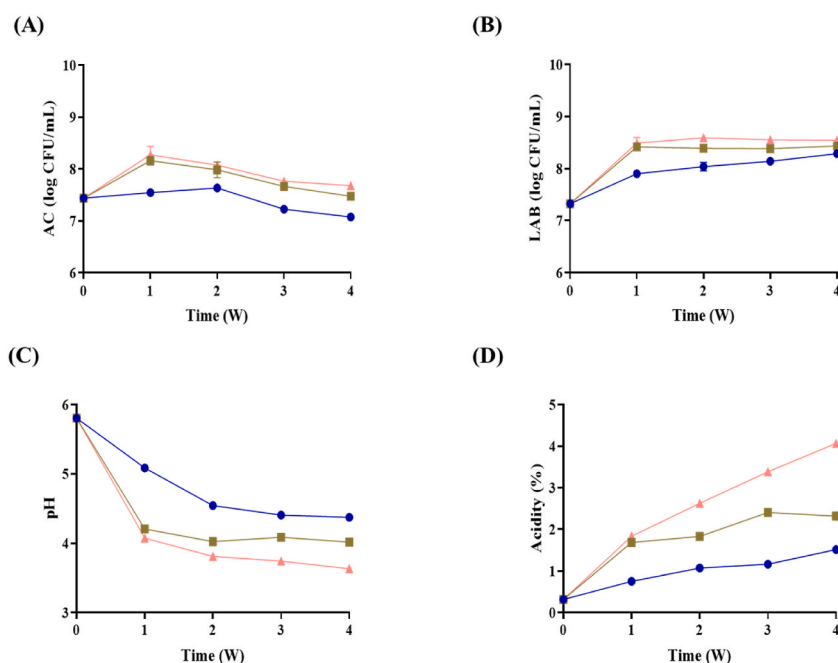 (A)
(B)
10
9
8
7
6
AC (log CFU/mL)
0 1 2 3 4
Time (W)
10
9
8
7
6
LAB (log CFU/mL)
0 1 2 3 4
Time (W)
(C)
(D)
6
5
4
3
pH
0 1 2 3 4
Time (W)
5
4
3
2
1
0
Acidity (%)
0 1 2 3 4
Time (W)